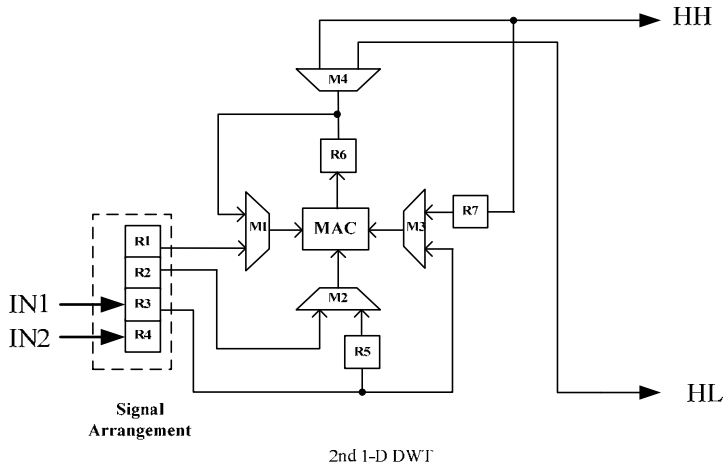 HH
M4
R6
M1
MAC
M3
R7
R1
R2
R3
R4
IN1
IN2
M2
R5
HL
Signal
Arrangement
2nd 1-D DWT